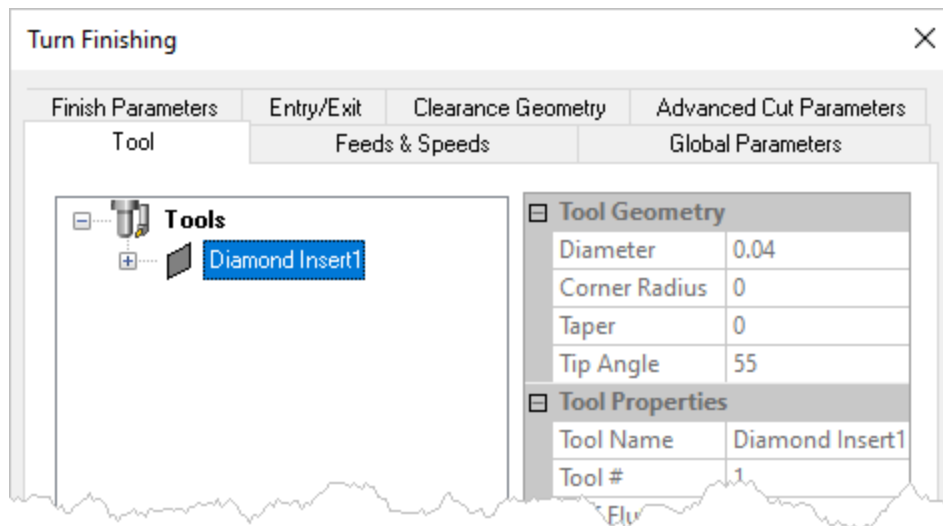 Turn Finishing
Finish Parameters Entry/Exit Clearance Geometry Advanced Cut Parameters
Tool Feeds & Speeds Global Parameters
Tools
Diamond Insert1
Tool Geometry
Diameter 0.04
Corner Radius 0
Taper 0
Tip Angle 55
Tool Properties
Tool Name Diamond Insert1
Tool # 1